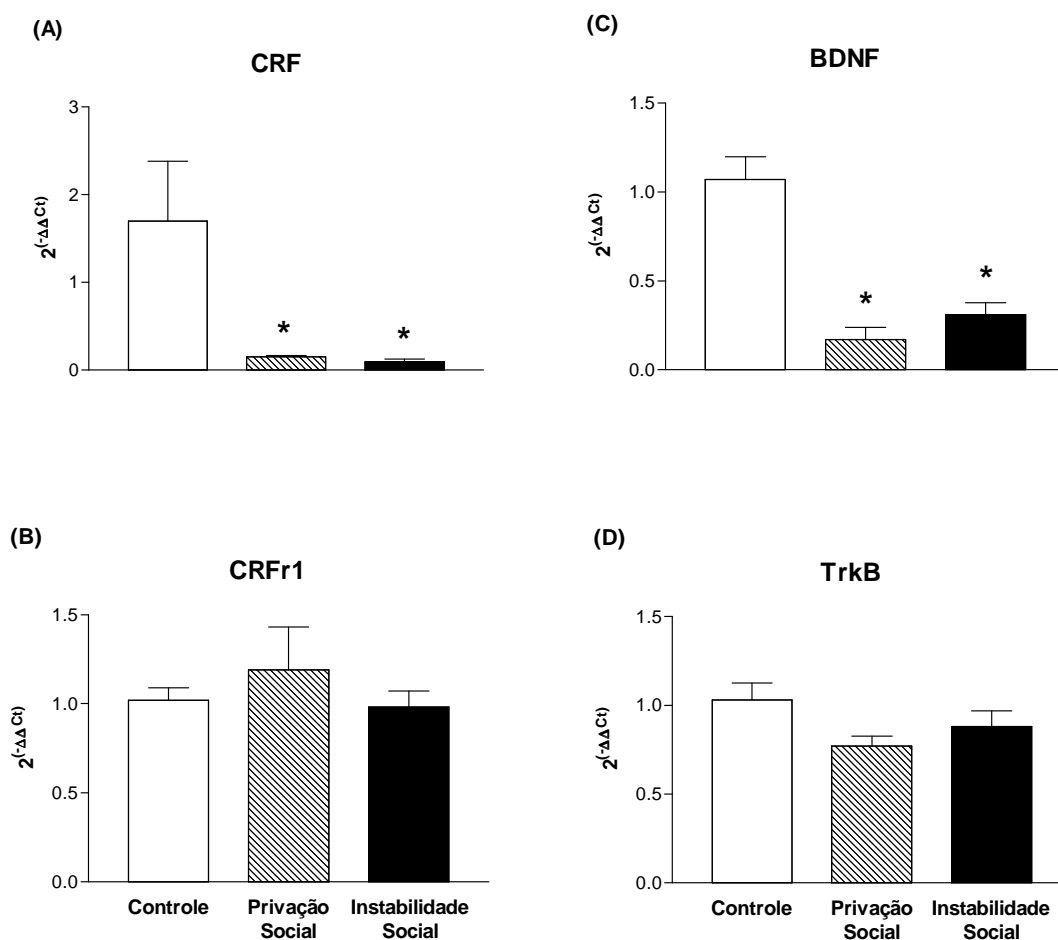 (A)
CRF
3
2
1
0
2^(-ΔΔCt)
*
*
(C)
BDNF
1.5
1.0
0.5
0.0
2^(-ΔΔCt)
*
*
(B)
CRFr1
1.5
1.0
0.5
0.0
2^(-ΔΔCt)
Controle
Privação
Social
Instabilidade
Social
(D)
TrkB
1.5
1.0
0.5
0.0
2^(-ΔΔCt)
Controle
Privação
Social
Instabilidade
Social